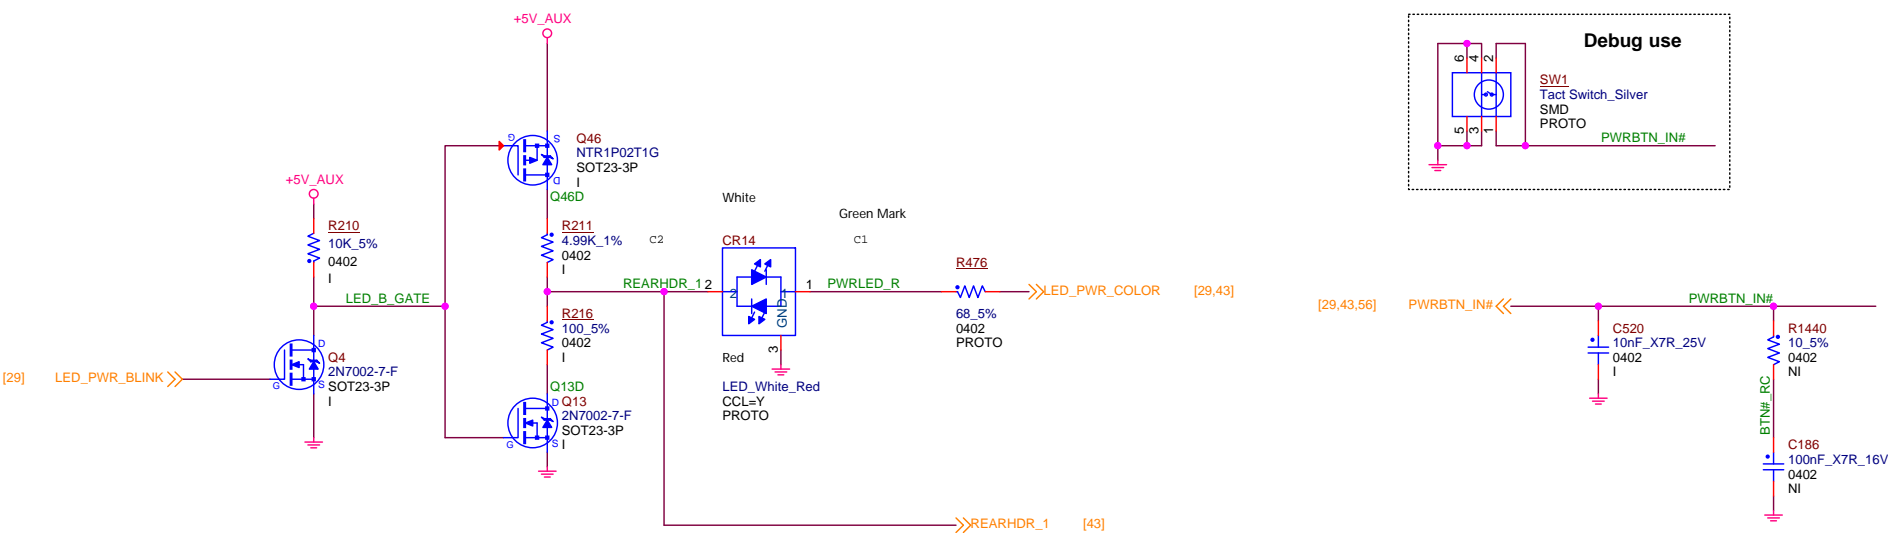 +5V_AUX
G
S
D
Q46
NTR1P02T1G
SOT23-3P
I
Q46D
+5V_AUX
R210
10K_5%
0402
I
LED_B_GATE
R211
4.99K_1%
0402
I
White
Green Mark
C2
CR14
C1
REARHDR_1
2
2
GND_1
1
PWRLED_R
R476
68_5%
0402
PROTO
LED_PWR_COLOR
[29,43]
3
Red
LED_White_Red
CCL=Y
PROTO
R216
100_5%
0402
I
[29]
LED_PWR_BLINK
G
D
S
Q4
2N7002-7-F
SOT23-3P
I
Q13D
G
D
S
Q13
2N7002-7-F
SOT23-3P
I
REARHDR_1
[43]
Debug use
6
4
2
5
3
1
SW1
Tact Switch_Silver
SMD
PROTO
PWRBTN_IN#
[29,43,56]
PWRBTN_IN#
PWRBTN_IN#
C520
10nF_X7R_25V
0402
I
R1440
10_5%
0402
NI
BTN#_RC
C186
100nF_X7R_16V
0402
NI